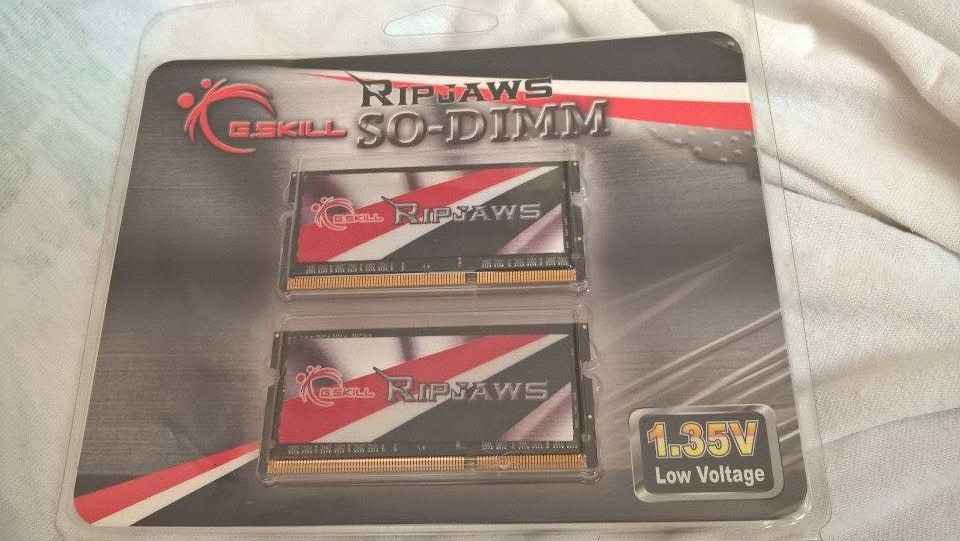 G.SKILL
RIPJAWS
SO-DIMM
G.SKILL RIPJAWS
G.SKILL RIPJAWS
1.35V
Low Voltage